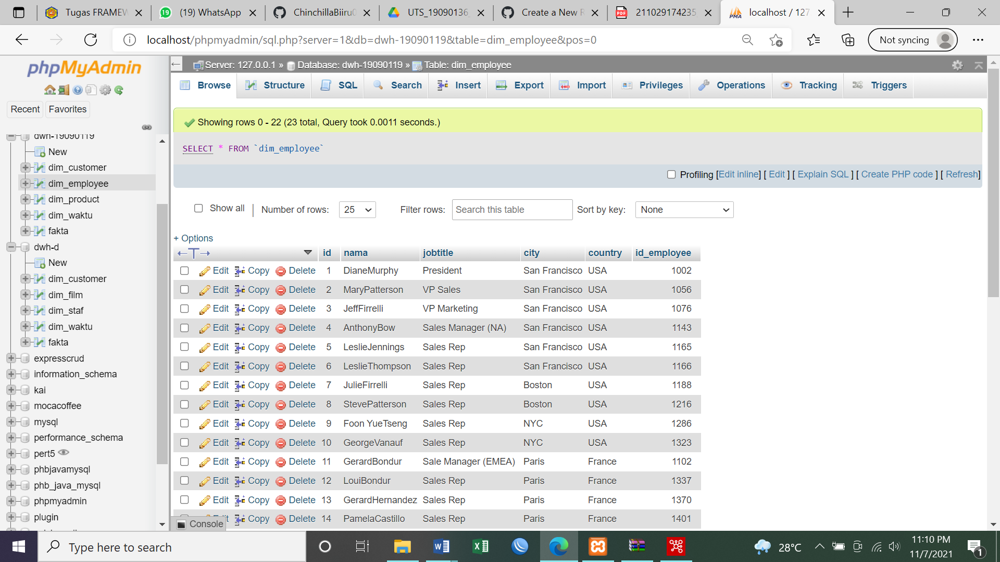 Tugas FRAMEW
(19) WhatsApp
ChinchillaBiiru0
UTS_19090136_
Create a New R
211029174235_
localhost / 127
localhost/phpmyadmin/sql.php?server=1&db=dwh-19090119&table=dim_employee&pos=0
Not syncing
phpMyAdmin
Recent
Favorites
dwh-19090119
New
dim_customer
dim_employee
dim_product
dim_waktu
fakta
dwh-d
New
dim_customer
dim_film
dim_staf
dim_waktu
fakta
expresscrud
information_schema
kai
mocacoffee
mysql
performance_schema
pert5
phbjavamysql
phb_java_mysql
phpmyadmin
plugin
Server: 127.0.0.1 » Database: dwh-19090119 » Table: dim_employee
Browse Structure SQL Search Insert Export Import Privileges Operations Tracking Triggers
Showing rows 0 - 22 (23 total, Query took 0.0011 seconds.)
SELECT * FROM `dim_employee`
Profiling [Edit inline] [ Edit ] [ Explain SQL ] [ Create PHP code ] [ Refresh]
Show all | Number of rows: 25 Filter rows: Search this table Sort by key: None
+ Options
←T→ id nama jobtitle city country id_employee
Edit Copy Delete 1 DianeMurphy President San Francisco USA 1002
Edit Copy Delete 2 MaryPatterson VP Sales San Francisco USA 1056
Edit Copy Delete 3 JeffFirrelli VP Marketing San Francisco USA 1076
Edit Copy Delete 4 AnthonyBow Sales Manager (NA) San Francisco USA 1143
Edit Copy Delete 5 LeslieJennings Sales Rep San Francisco USA 1165
Edit Copy Delete 6 LeslieThompson Sales Rep San Francisco USA 1166
Edit Copy Delete 7 JulieFirrelli Sales Rep Boston USA 1188
Edit Copy Delete 8 StevePatterson Sales Rep Boston USA 1216
Edit Copy Delete 9 Foon YueTseng Sales Rep NYC USA 1286
Edit Copy Delete 10 GeorgeVanauf Sales Rep NYC USA 1323
Edit Copy Delete 11 GerardBondur Sale Manager (EMEA) Paris France 1102
Edit Copy Delete 12 LouiBondur Sales Rep Paris France 1337
Edit Copy Delete 13 GerardHernandez Sales Rep Paris France 1370
Edit Copy Delete 14 PamelaCastillo Sales Rep Paris France 1401
Console
Type here to search
28°C
11:10 PM
11/7/2021
1